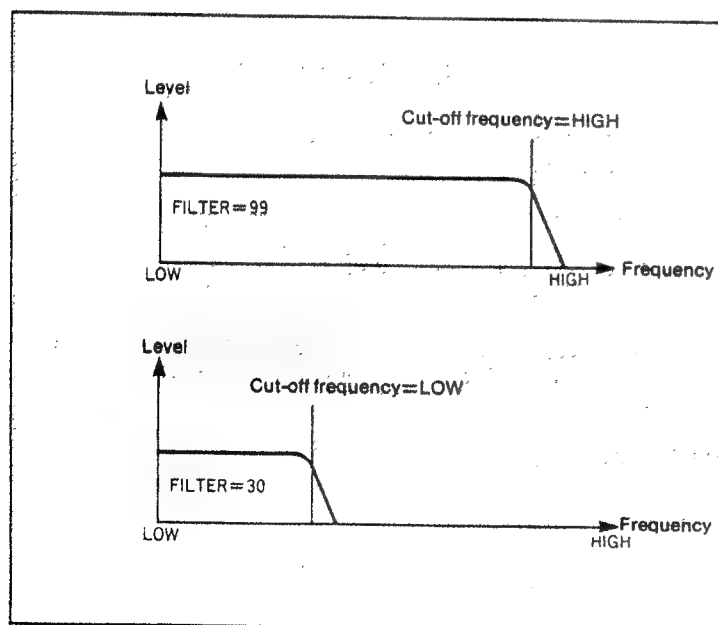 Level
Cut-off frequency=HIGH
FILTER=99
LOW
HIGH
Frequency
Level
Cut-off frequency=LOW
FILTER=30
LOW
HIGH
Frequency